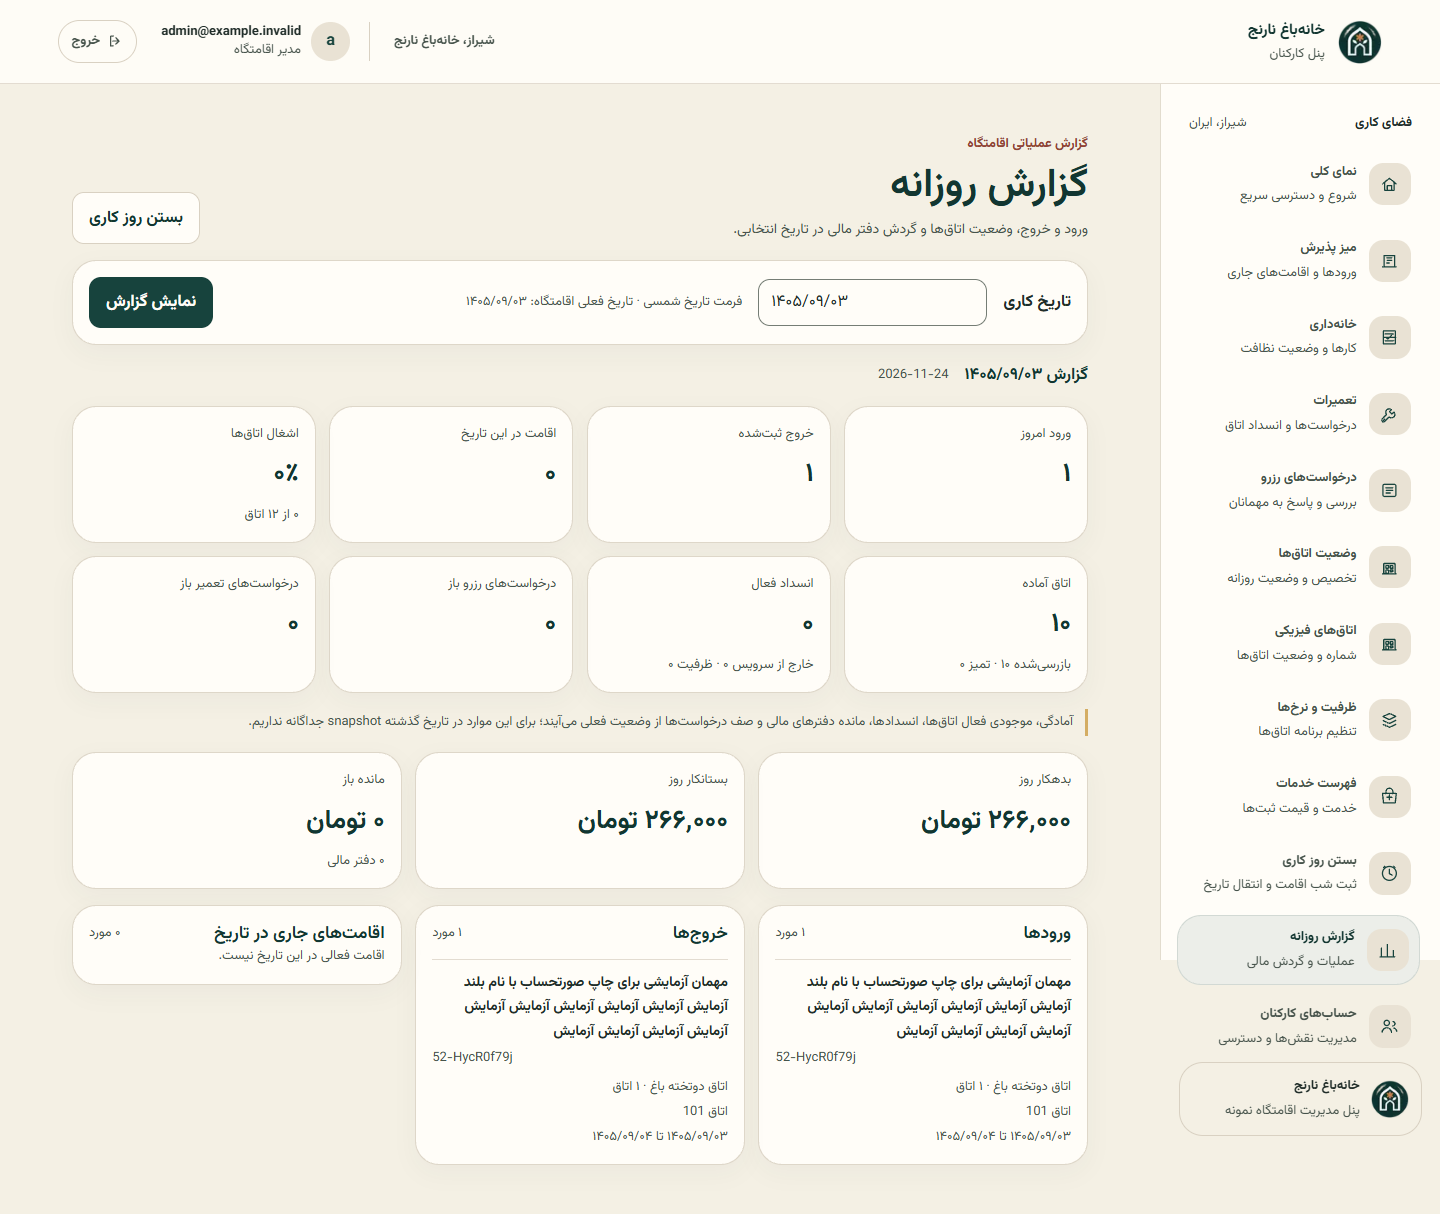 خانه‌باغ نارنج
پنل کارکنان
شیراز، خانه‌باغ نارنج
a
admin@example.invalid
مدیر اقامتگاه
خروج
فضای کاری
شیراز، ایران
نمای کلی
شروع و دسترسی سریع
میز پذیرش
ورودها و اقامت‌های جاری
خانه‌داری
کارها و وضعیت نظافت
تعمیرات
درخواست‌ها و انسداد اتاق
درخواست‌های رزرو
بررسی و پاسخ به مهمانان
وضعیت اتاق‌ها
تخصیص و وضعیت روزانه
اتاق‌های فیزیکی
شماره و وضعیت اتاق‌ها
ظرفیت و نرخ‌ها
تنظیم برنامه اتاق‌ها
فهرست خدمات
خدمت و قیمت ثبت‌ها
بستن روز کاری
ثبت شب اقامت و انتقال تاریخ
گزارش روزانه
عملیات و گردش مالی
حساب‌های کارکنان
مدیریت نقش‌ها و دسترسی
خانه‌باغ نارنج
پنل مدیریت اقامتگاه نمونه
گزارش عملیاتی اقامتگاه
گزارش روزانه
ورود و خروج، وضعیت اتاق‌ها و گردش دفتر مالی در تاریخ انتخابی.
بستن روز کاری
تاریخ کاری
۱۴۰۵/۰۹/۰۳
فرمت تاریخ شمسی · تاریخ فعلی اقامتگاه: ۱۴۰۵/۰۹/۰۳
نمایش گزارش
گزارش ۱۴۰۵/۰۹/۰۳
2026-11-24
ورود امروز
۱
خروج ثبت‌شده
۱
اقامت در این تاریخ
۰
اشغال اتاق‌ها
۰٪
۰ از ۱۲ اتاق
اتاق آماده
۱۰
بازرسی‌شده ۱۰ · تمیز ۰
انسداد فعال
۰
خارج از سرویس ۰ · ظرفیت ۰
درخواست‌های رزرو باز
۰
درخواست‌های تعمیر باز
۰
آمادگی، موجودی فعال اتاق‌ها، انسدادها، مانده دفترهای مالی و صف درخواست‌ها از وضعیت فعلی می‌آیند؛ برای این موارد در تاریخ گذشته snapshot جداگانه نداریم.
بدهکار روز
۲۶۶,۰۰۰ تومان
بستانکار روز
۲۶۶,۰۰۰ تومان
مانده باز
۰ تومان
۰ دفتر مالی
ورودها
۱ مورد
مهمان آزمایشی برای چاپ صورتحساب با نام بلند
آزمایش آزمایش آزمایش آزمایش آزمایش آزمایش
آزمایش آزمایش آزمایش آزمایش
52-HycR0f79j
اتاق دوتخته باغ · ۱ اتاق
اتاق 101
۱۴۰۵/۰۹/۰۳ تا ۱۴۰۵/۰۹/۰۴
خروج‌ها
۱ مورد
مهمان آزمایشی برای چاپ صورتحساب با نام بلند
آزمایش آزمایش آزمایش آزمایش آزمایش آزمایش
آزمایش آزمایش آزمایش آزمایش
52-HycR0f79j
اتاق دوتخته باغ · ۱ اتاق
اتاق 101
۱۴۰۵/۰۹/۰۳ تا ۱۴۰۵/۰۹/۰۴
اقامت‌های جاری در تاریخ
۰ مورد
اقامت فعالی در این تاریخ نیست.